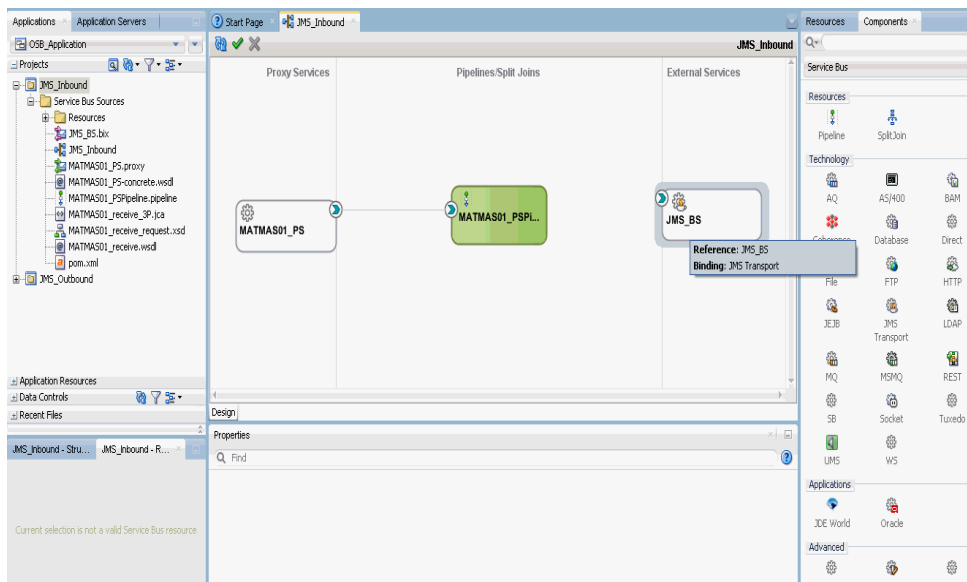 Applications
Application Servers
OSB_Application
Projects
JMS_Inbound
Service Bus Sources
Resources
JMS_BS.bix
JMS_Inbound
MATMAS01_PS.proxy
MATMAS01_PS-concrete.wsdl
MATMAS01_PSPipeline.pipeline
MATMAS01_receive_3P.jca
MATMAS01_receive_request.xsd
MATMAS01_receive.wsdl
pom.xml
JMS_Outbound
Application Resources
Data Controls
Recent Files
JMS_Inbound - Stru...
JMS_Inbound - R...
Current selection is not a valid Service Bus resource
Start Page
JMS_Inbound
JMS_Inbound
Proxy Services
Pipelines/Split Joins
External Services
MATMAS01_PS
MATMAS01_PSPi...
JMS_BS
Reference: JMS_BS
Binding: JMS Transport
Design
Properties
Find
Resources
Components
Service Bus
Resources
Pipeline
SplitJoin
Technology
AQ
AS/400
BAM
Coherence
Database
Direct
File
FTP
HTTP
JEJB
JMS Transport
LDAP
MQ
MSMQ
REST
SB
Socket
Tuxedo
UMS
WS
Applications
JDE World
Oracle
Advanced